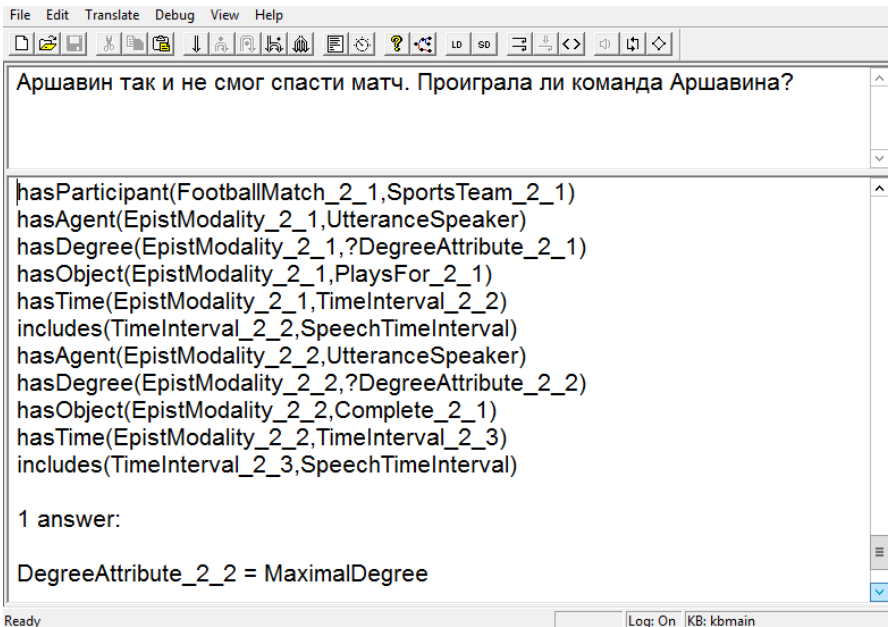 File Edit Translate Debug View Help
LD SD
Аршавин так и не смог спасти матч. Проиграла ли команда Аршавина?
hasParticipant(FootballMatch_2_1,SportsTeam_2_1)
hasAgent(EpistModality_2_1,UtteranceSpeaker)
hasDegree(EpistModality_2_1,?DegreeAttribute_2_1)
hasObject(EpistModality_2_1,PlaysFor_2_1)
hasTime(EpistModality_2_1,TimeInterval_2_2)
includes(TimeInterval_2_2,SpeechTimeInterval)
hasAgent(EpistModality_2_2,UtteranceSpeaker)
hasDegree(EpistModality_2_2,?DegreeAttribute_2_2)
hasObject(EpistModality_2_2,Complete_2_1)
hasTime(EpistModality_2_2,TimeInterval_2_3)
includes(TimeInterval_2_3,SpeechTimeInterval)
1 answer:
DegreeAttribute_2_2 = MaximalDegree
Ready Log: On KB: kbmain